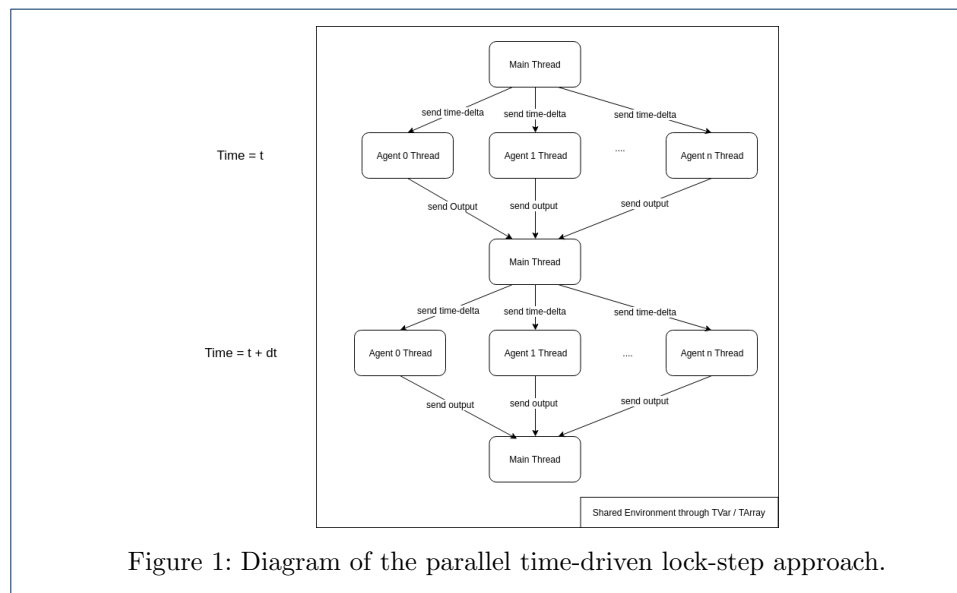 Main Thread
send time-delta
send time-delta
send time-delta
Time = t
Agent 0 Thread
Agent 1 Thread
....
Agent n Thread
send Output
send output
send output
Main Thread
send time-delta
send time-delta
send time-delta
Time = t + dt
Agent 0 Thread
Agent 1 Thread
....
Agent n Thread
send output
send output
send output
Main Thread
Shared Environment through TVar / TArray
Figure 1: Diagram of the parallel time-driven lock-step approach.